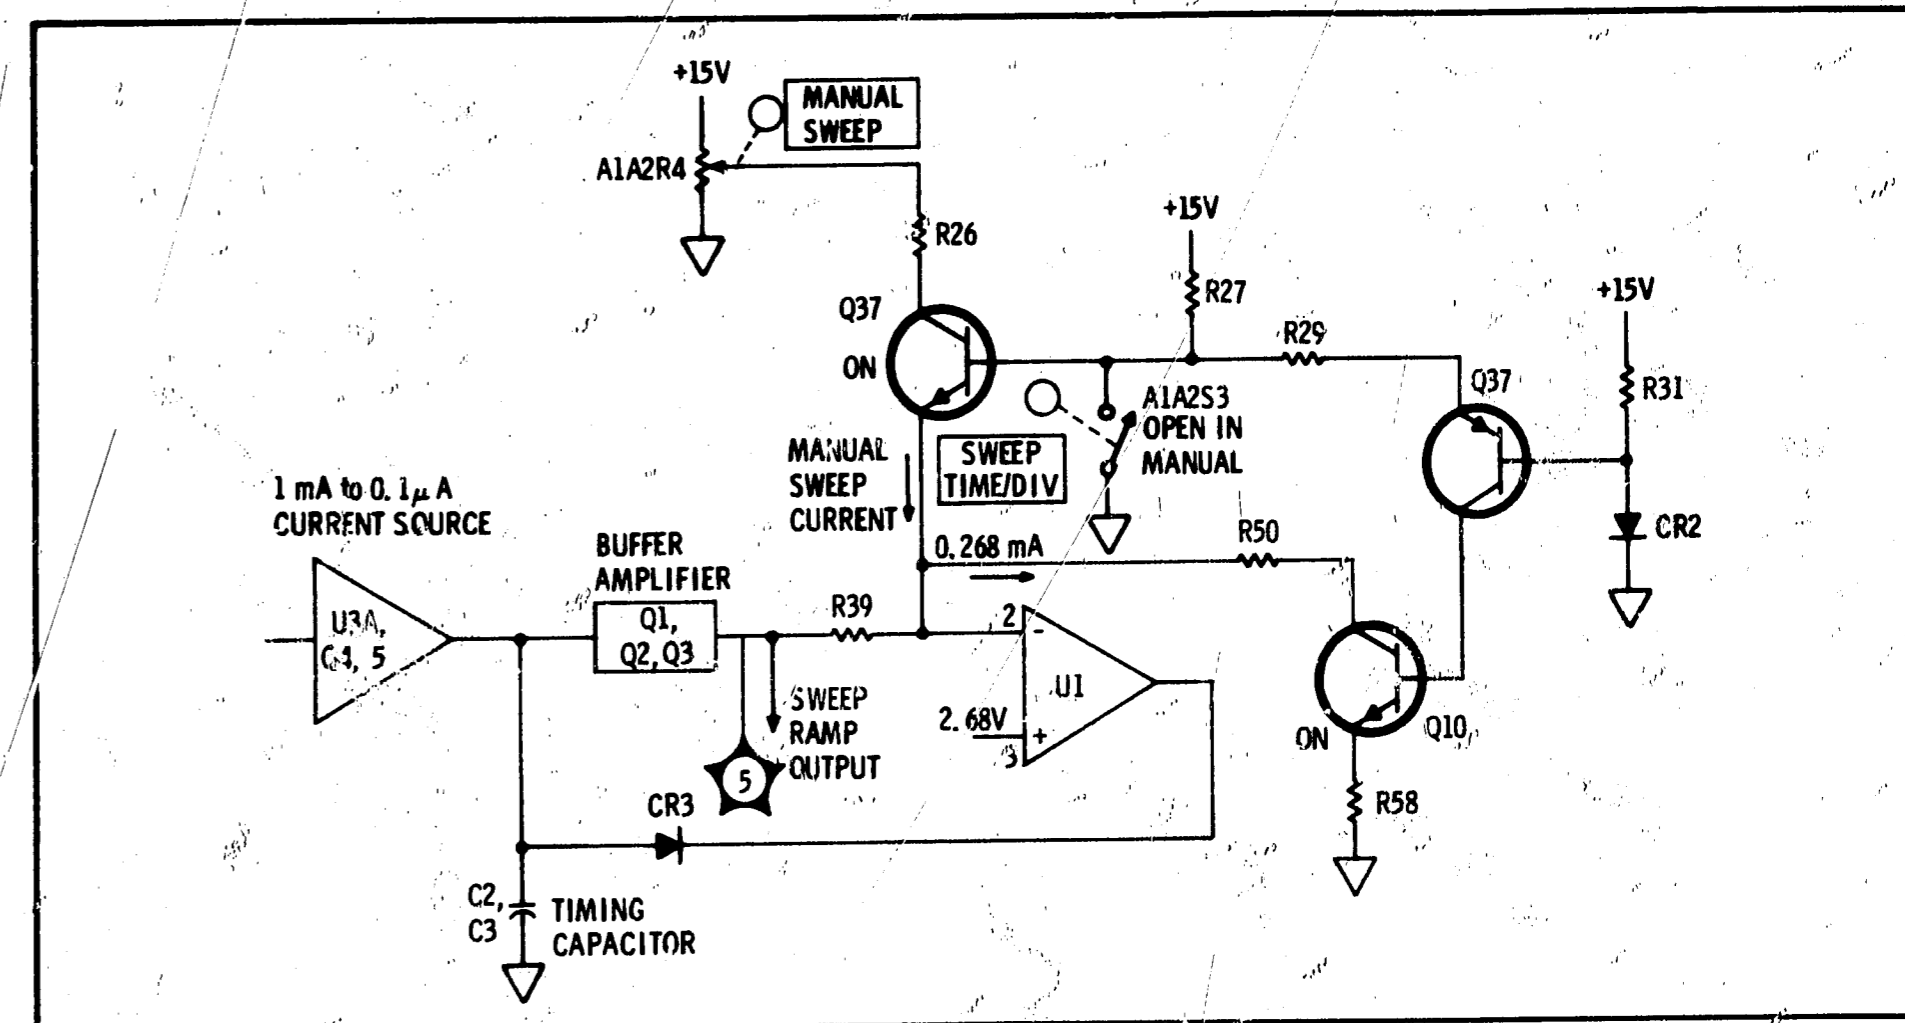 +15V
MANUAL
SWEEP
A1A2R4
R26
+15V
R27
+15V
Q37
R29
ON
Q37
R31
A1A2S3
OPEN IN
MANUAL
MANUAL
SWEEP
CURRENT
SWEEP
TIME/DIV
1 mA to 0.1μA
CURRENT SOURCE
CR2
BUFFER
AMPLIFIER
0.268 mA
R50
U3A,
Q4, 5
Q1,
Q2, Q3
R39
2
-
U1
2.68V
+
3
SWEEP
RAMP
OUTPUT
5
ON
Q10
CR3
R58
C2,
C3
TIMING
CAPACITOR